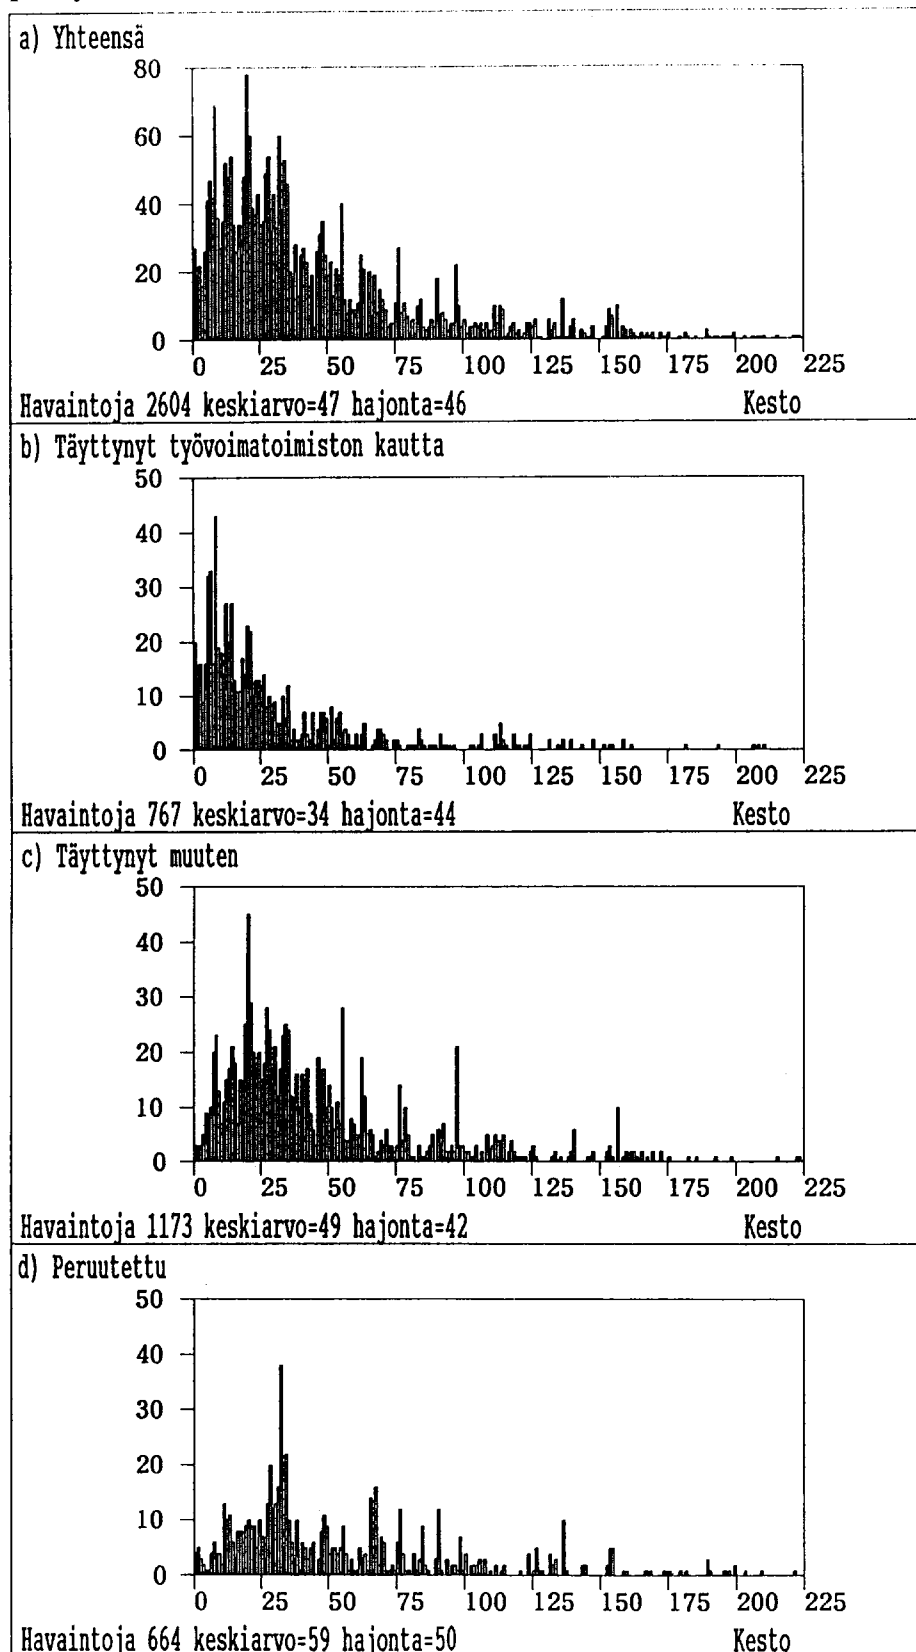 a) Yhteensä
80
60
40
20
0
0 25 50 75 100 125 150 175 200 225
Havaintoja 2604 keskiarvo=47 hajonta=46 Kesto
b) Täyttynyt työvoimatoimiston kautta
50
40
30
20
10
0
0 25 50 75 100 125 150 175 200 225
Havaintoja 767 keskiarvo=34 hajonta=44 Kesto
c) Täyttynyt muuten
50
40
30
20
10
0
0 25 50 75 100 125 150 175 200 225
Havaintoja 1173 keskiarvo=49 hajonta=42 Kesto
d) Peruutettu
50
40
30
20
10
0
0 25 50 75 100 125 150 175 200 225
Havaintoja 664 keskiarvo=59 hajonta=50 Kesto